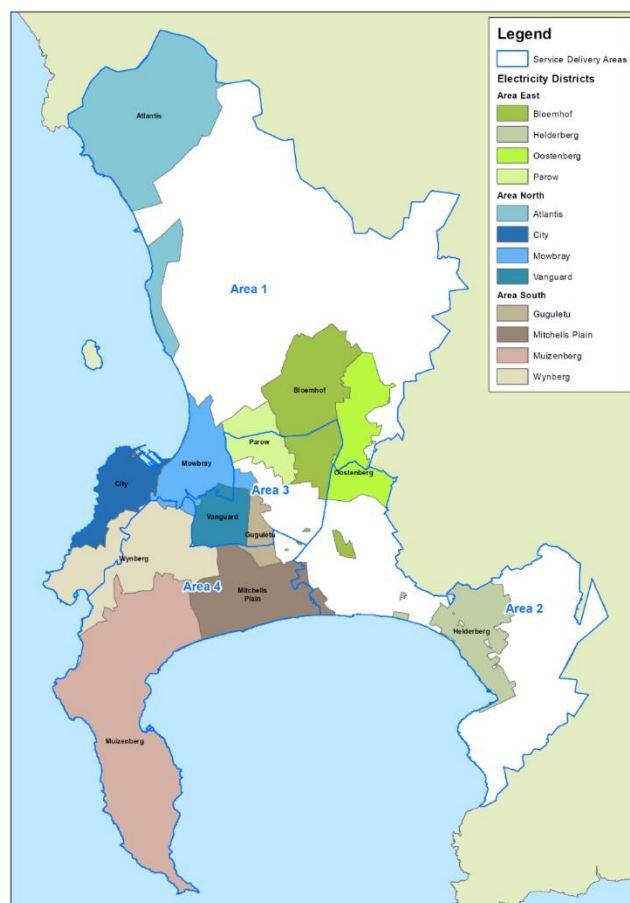 Legend
Service Delivery Areas
Electricity Districts
Area East
Bloemhof
Helderberg
Oostenberg
Parow
Area North
Atlantis
City
Mowbray
Vanguard
Area South
Guguletu
Mitchells Plain
Muizenberg
Wynberg
Atlantis
Area 1
Bloemhof
Parow
Mowbray
Oostenberg
City
Area 3
Vanguard
Guguletu
Wynberg
Area 4
Mitchells
Plain
Area 2
Helderberg
Muizenberg